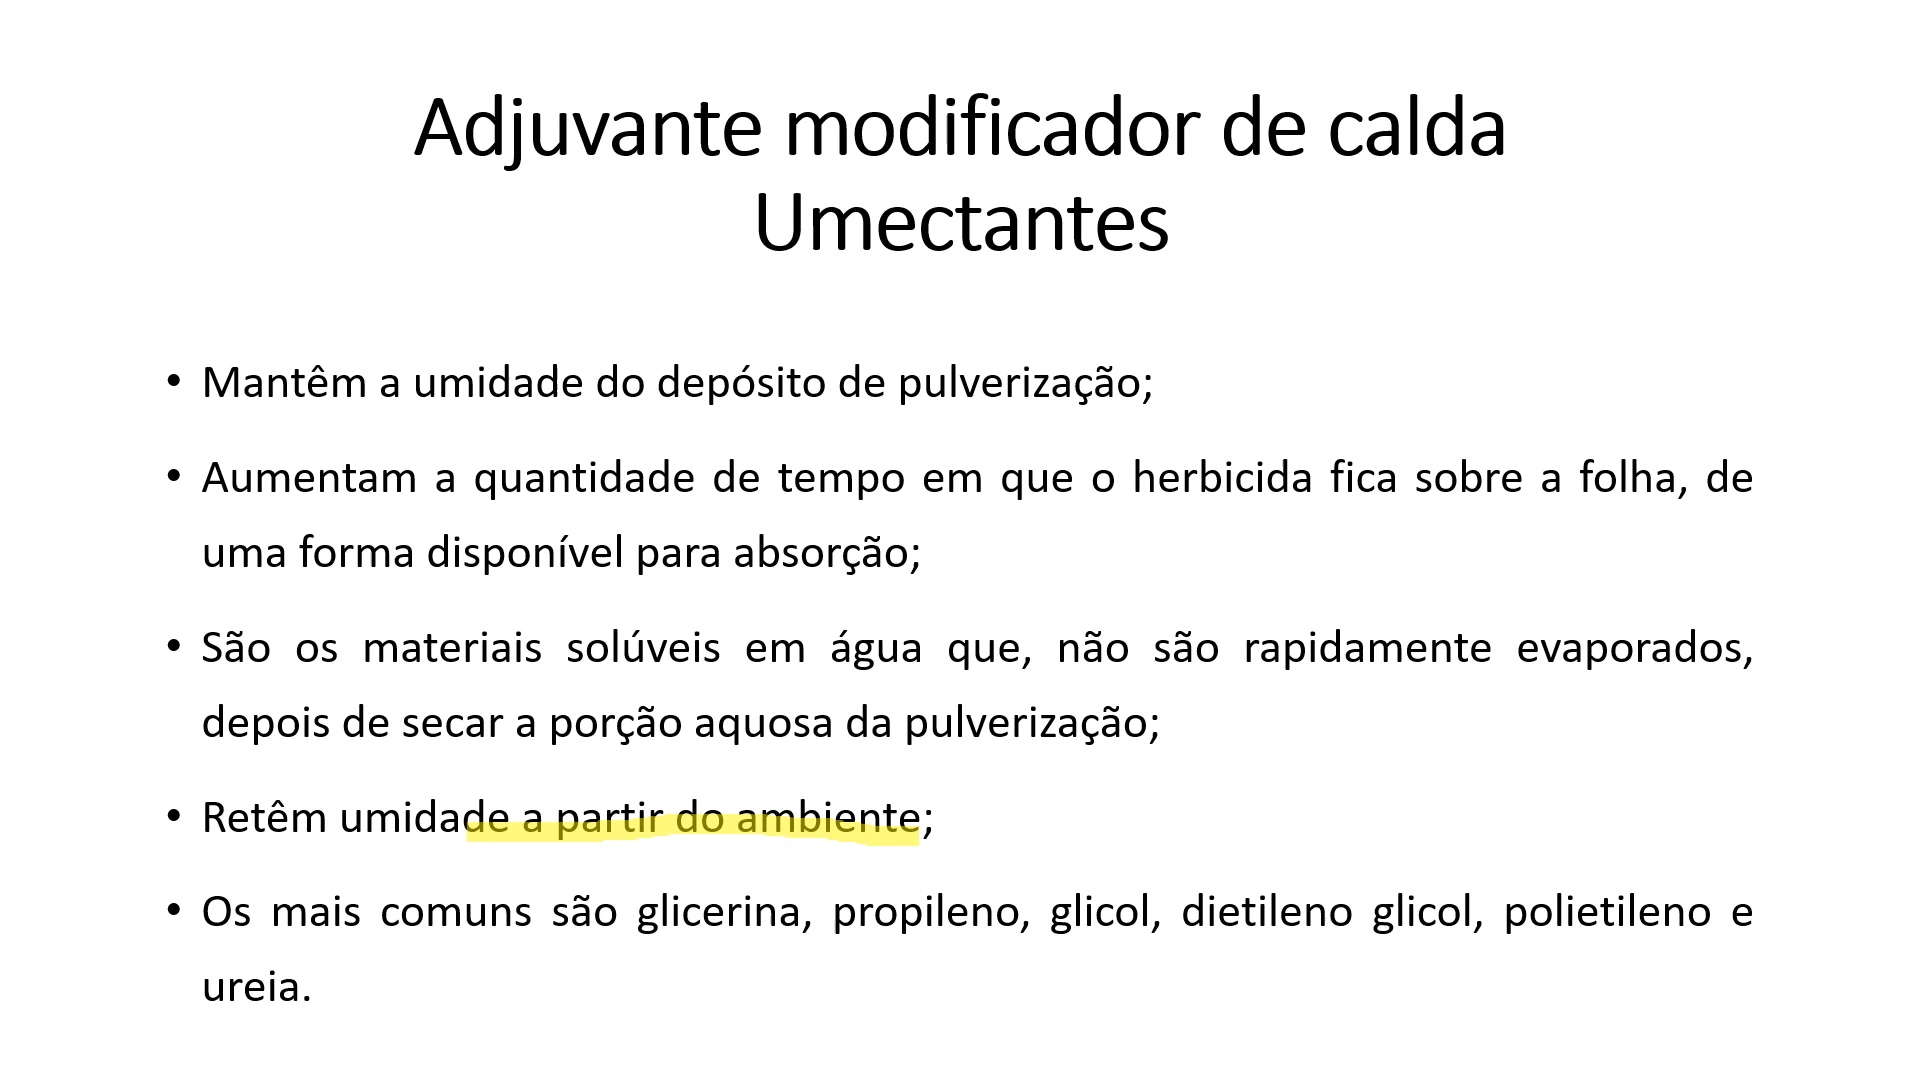 Adjuvante modificador de calda
Umectantes
• Mantêm a umidade do depósito de pulverização;
• Aumentam a quantidade de tempo em que o herbicida fica sobre a folha, de
uma forma disponível para absorção;
• São os materiais solúveis em água que, não são rapidamente evaporados,
depois de secar a porção aquosa da pulverização;
• Retêm umidade a partir do ambiente;
• Os mais comuns são glicerina, propileno, glicol, dietileno glicol, polietileno e
ureia.